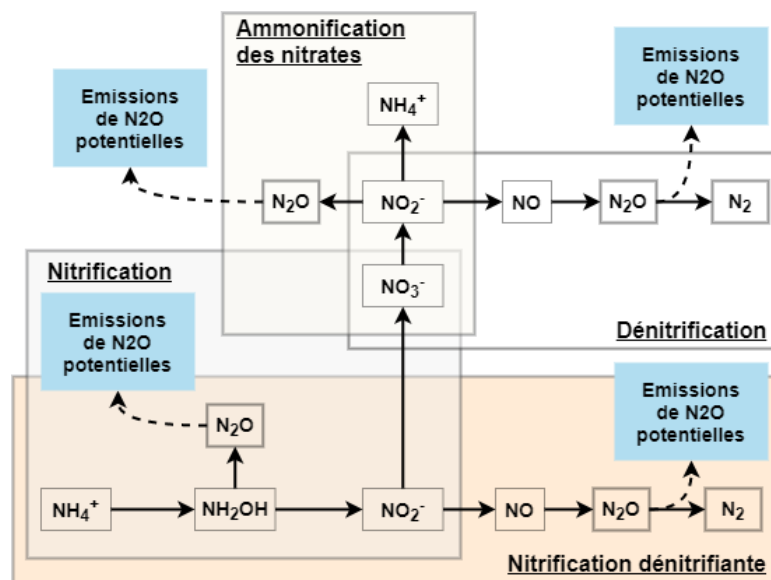 Ammonification
des nitrates
Emissions
de N2O
potentielles
Emissions
de N2O
potentielles
NH₄⁺
N₂O
NO₂⁻
NO
N₂O
N₂
Nitrification
NO₃⁻
Emissions
de N2O
potentielles
Dénitrification
Emissions
de N2O
potentielles
N₂O
NH₄⁺
NH₂OH
NO₂⁻
NO
N₂O
N₂
Nitrification dénitrifiante